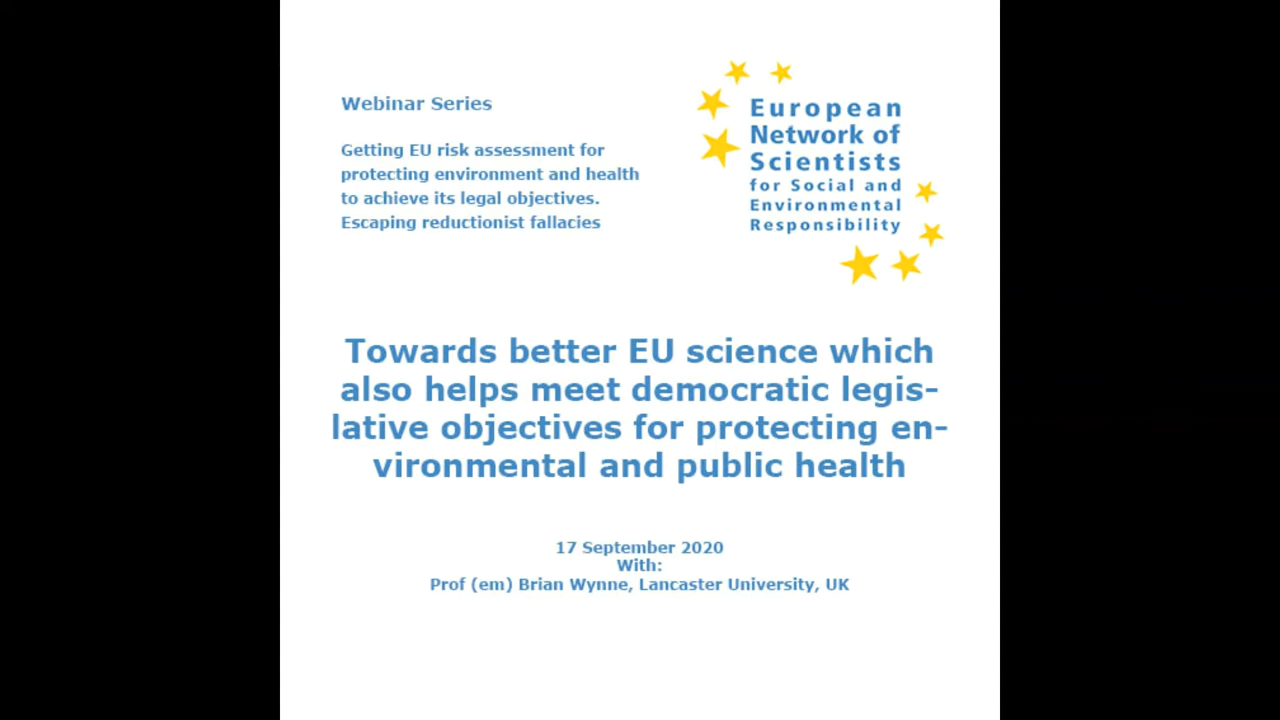 Webinar Series
Getting EU risk assessment for
protecting environment and health
to achieve its legal objectives.
Escaping reductionist fallacies
European
Network of
Scientists
for Social and
Environmental
Responsibility
Towards better EU science which
also helps meet democratic legis-
lative objectives for protecting en-
vironmental and public health
17 September 2020
With:
Prof (em) Brian Wynne, Lancaster University, UK